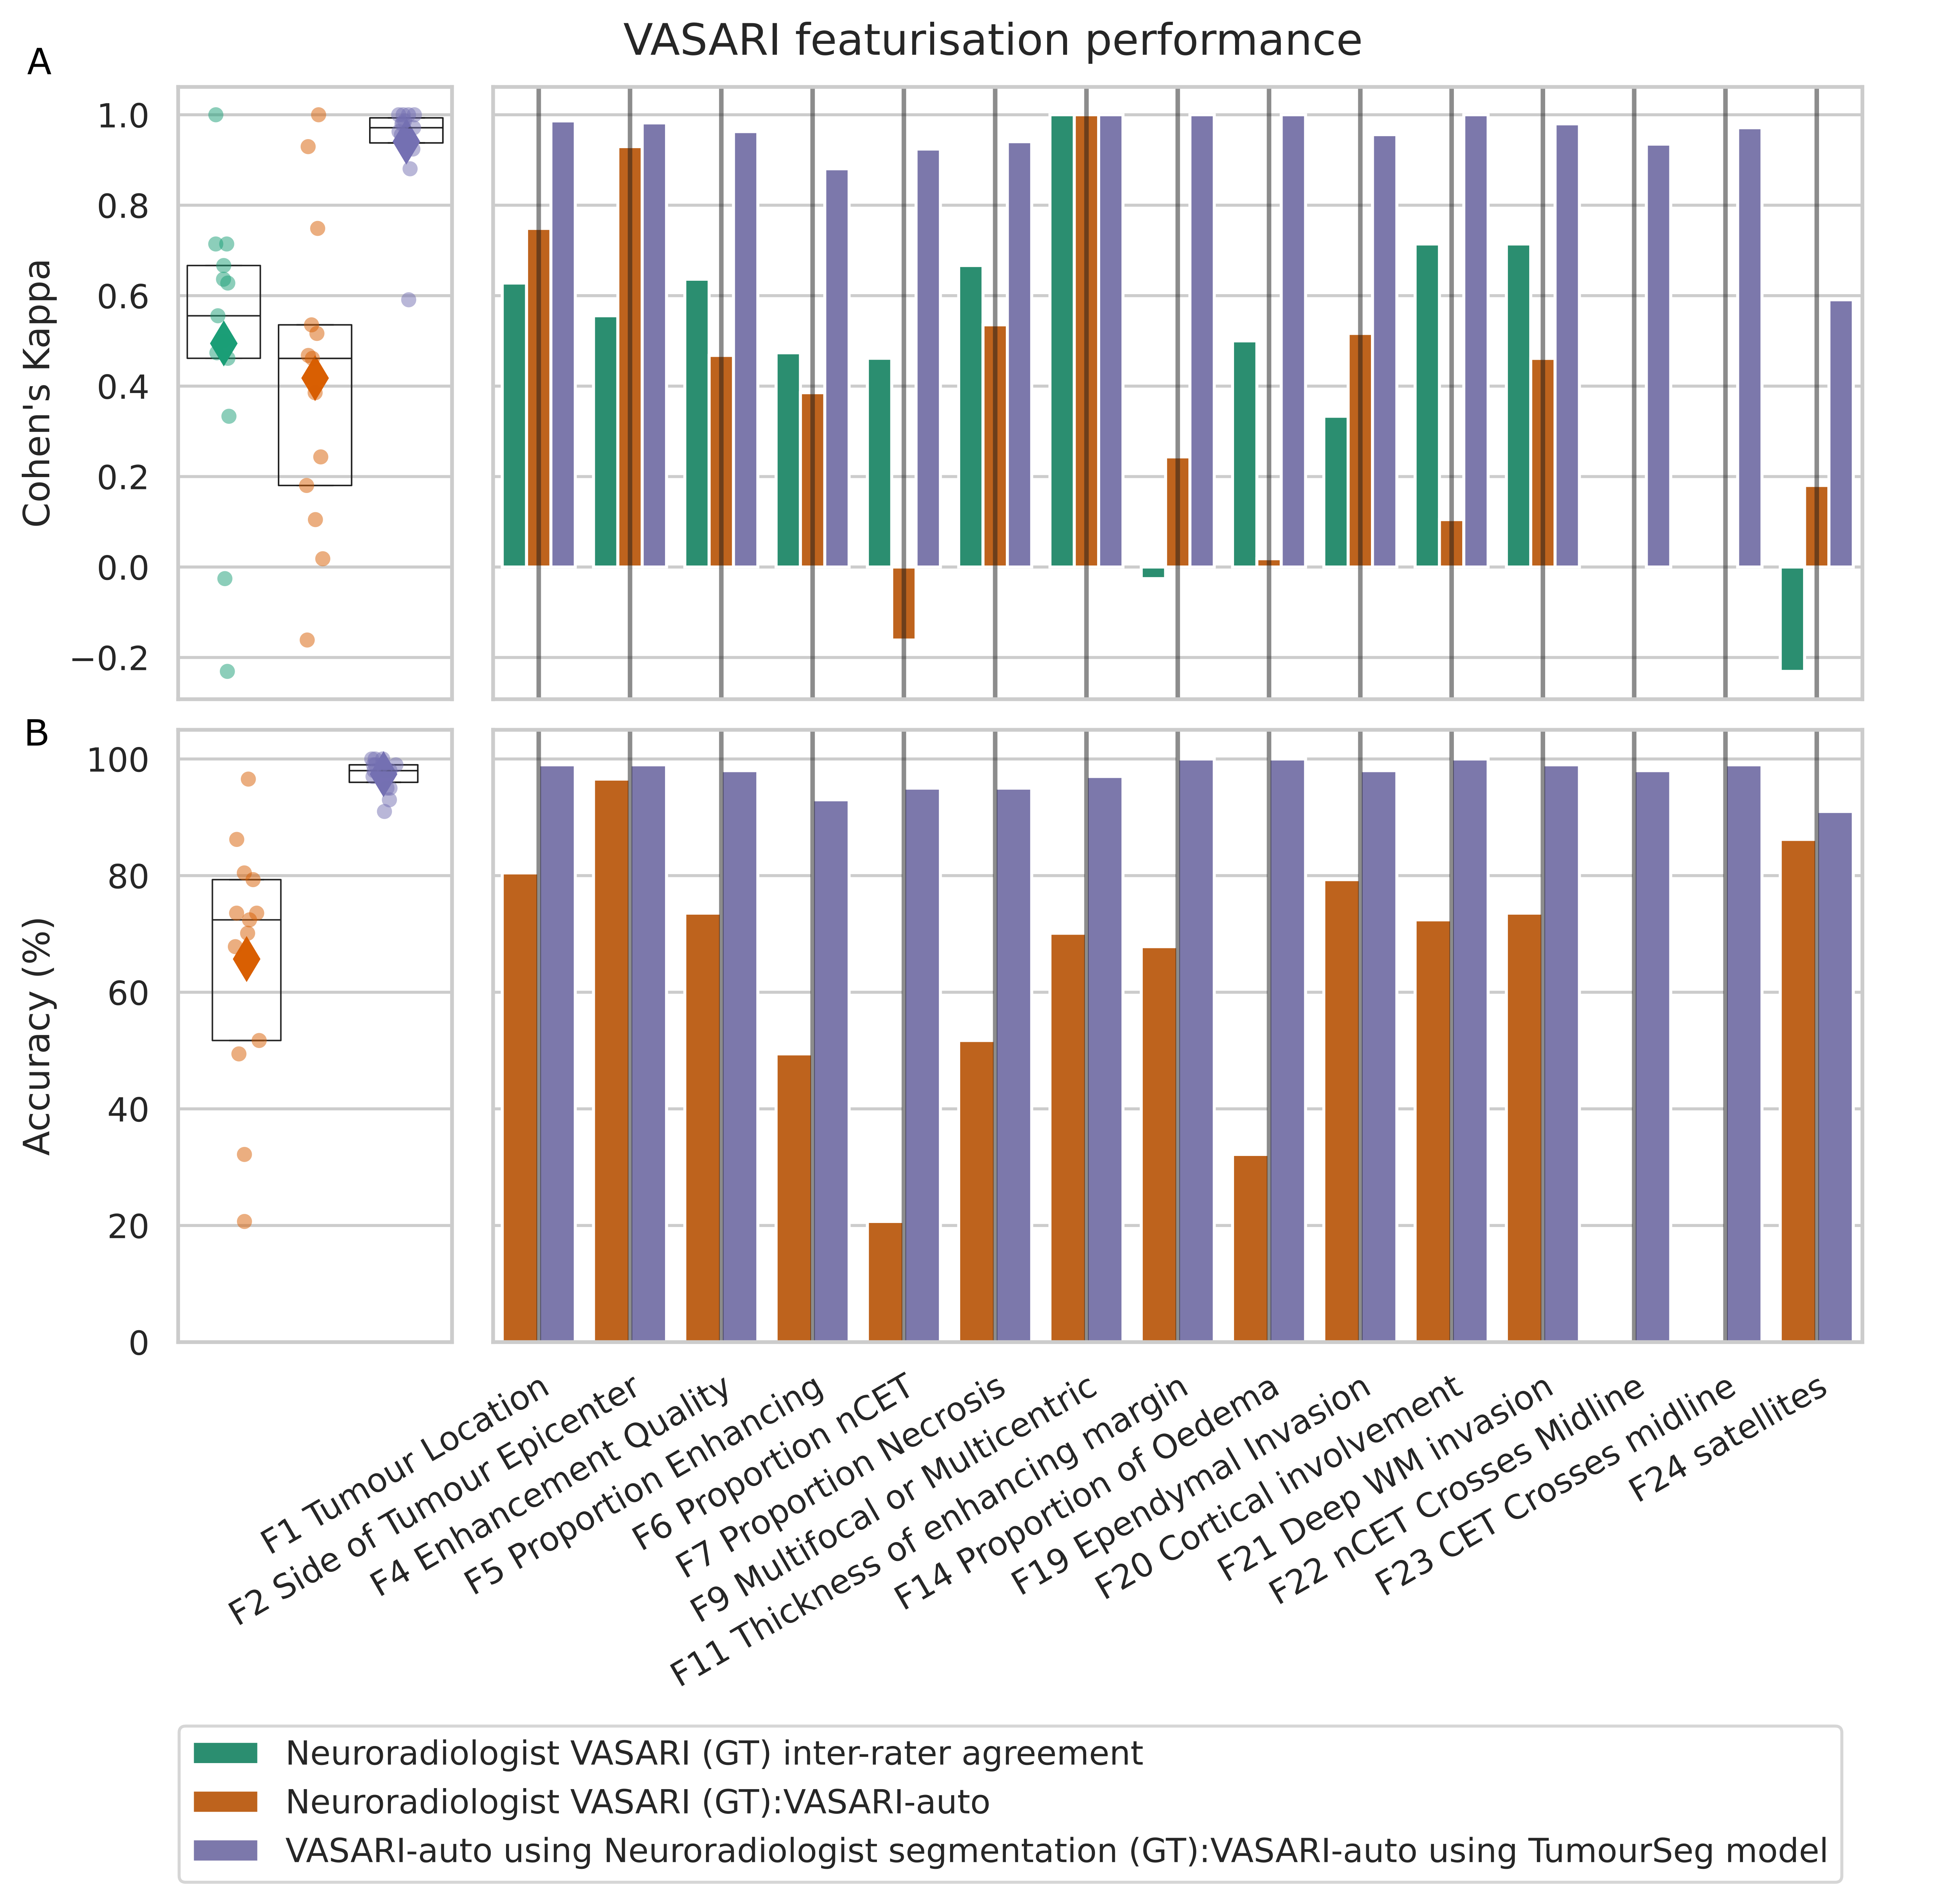 VASARI featurisation performance
A
1.0
0.8
0.6
0.4
0.2
0.0
−0.2
Cohen's Kappa
B
100
80
60
40
20
0
Accuracy (%)
F1 Tumour Location
F2 Side of Tumour Epicenter
F4 Enhancement Quality
F5 Proportion Enhancing
F6 Proportion nCET
F7 Proportion Necrosis
F9 Multifocal or Multicentric
F11 Thickness of enhancing margin
F14 Proportion of Oedema
F19 Ependymal Invasion
F20 Cortical involvement
F21 Deep WM invasion
F22 nCET Crosses Midline
F23 CET Crosses midline
F24 satellites
Neuroradiologist VASARI (GT) inter-rater agreement
Neuroradiologist VASARI (GT):VASARI-auto
VASARI-auto using Neuroradiologist segmentation (GT):VASARI-auto using TumourSeg model